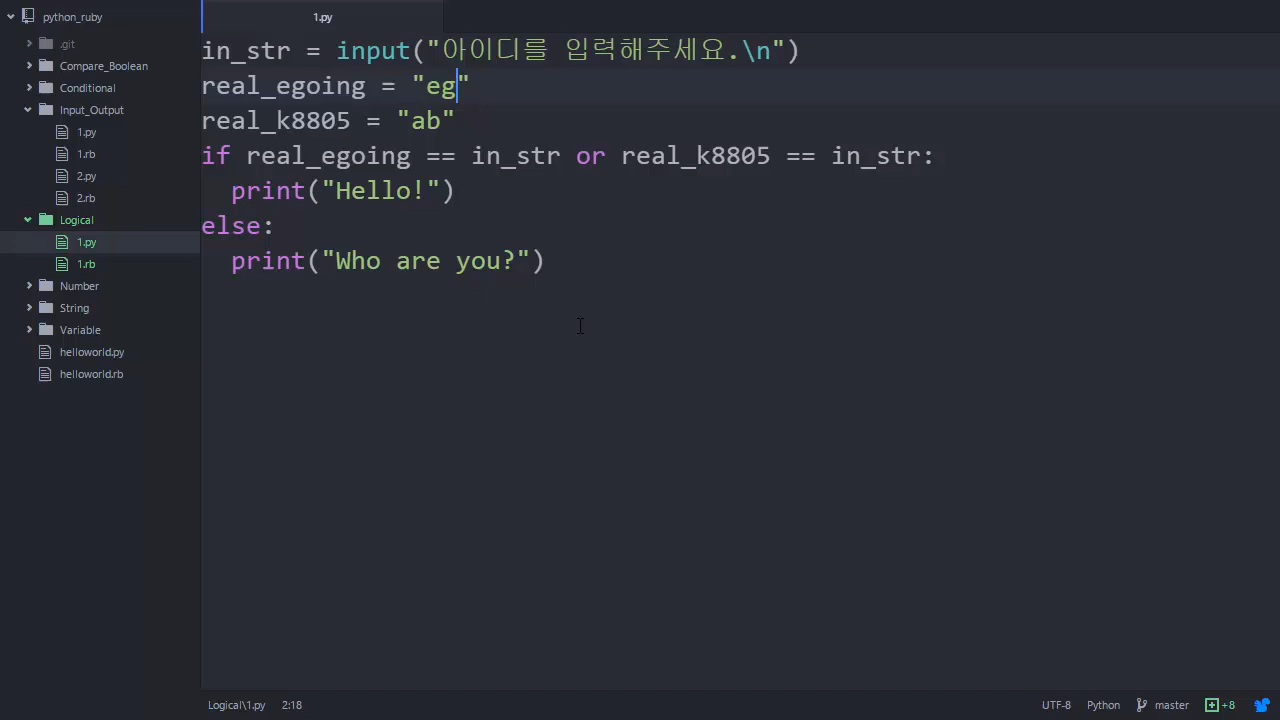 python_ruby
.git
Compare_Boolean
Conditional
Input_Output
1.py
1.rb
2.py
2.rb
Logical
1.py
1.rb
Number
String
Variable
helloworld.py
helloworld.rb
1.py
in_str = input("아이디를 입력해주세요.\n")
real_egoing = "eg"
real_k8805 = "ab"
if real_egoing == in_str or real_k8805 == in_str:
  print("Hello!")
else:
  print("Who are you?")
Logical\1.py 2:18 UTF-8 Python master +8